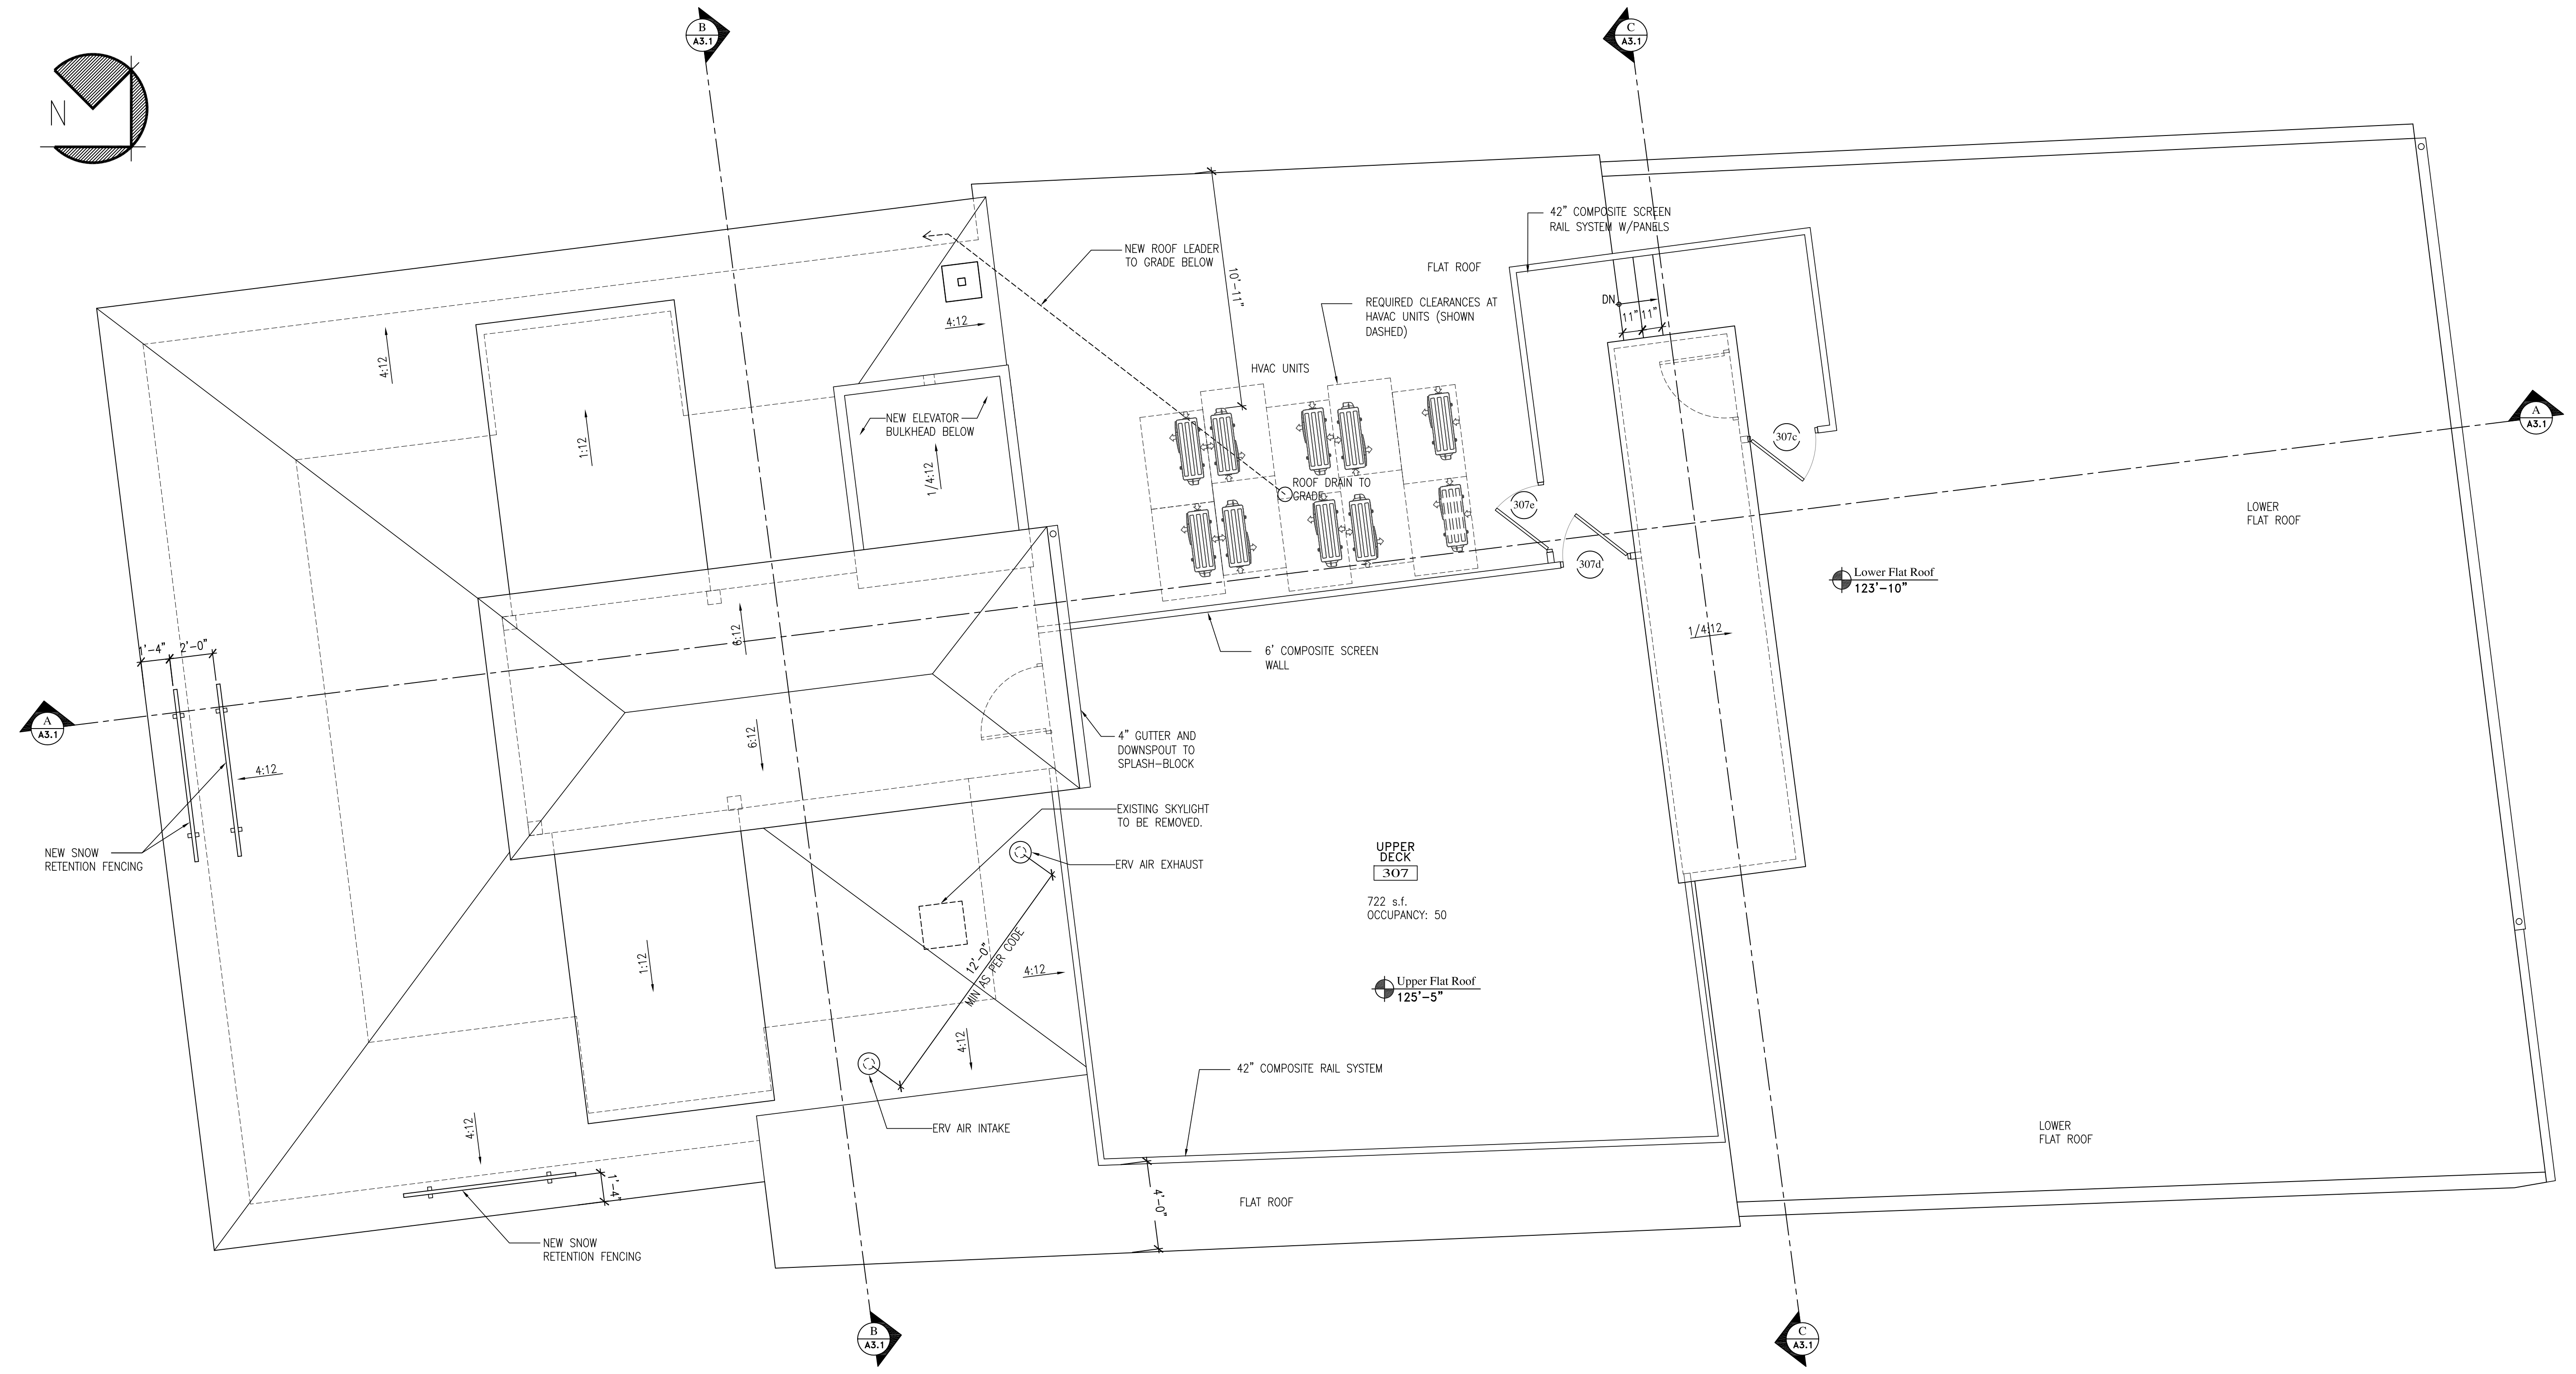 B
A3.1
C
A3.1
N
42" COMPOSITE SCREEN
RAIL SYSTEM W/PANELS
NEW ROOF LEADER
TO GRADE BELOW
10'-11"
FLAT ROOF
REQUIRED CLEARANCES AT
HAVAC UNITS (SHOWN
DASHED)
DN
11"
11"
4:12
4:12
HVAC UNITS
1:12
NEW ELEVATOR
BULKHEAD BELOW
1/4:12
307c
A
A3.1
ROOF DRAIN TO
GRADE
307e
307d
LOWER
FLAT ROOF
Lower Flat Roof
123'-10"
6:12
1/4:12
6' COMPOSITE SCREEN
WALL
1'-4"
2'-0"
A
A3.1
6:12
4" GUTTER AND
DOWNSPOUT TO
SPLASH-BLOCK
4:12
EXISTING SKYLIGHT
TO BE REMOVED.
NEW SNOW
RETENTION FENCING
ERV AIR EXHAUST
UPPER
DECK
307
722 s.f.
OCCUPANCY: 50
12'-0"
MIN AS PER CODE
1:12
4:12
Upper Flat Roof
125'-5"
4:12
42" COMPOSITE RAIL SYSTEM
ERV AIR INTAKE
4:12
LOWER
FLAT ROOF
1'-4"
4'-0"
FLAT ROOF
NEW SNOW
RETENTION FENCING
B
A3.1
C
A3.1